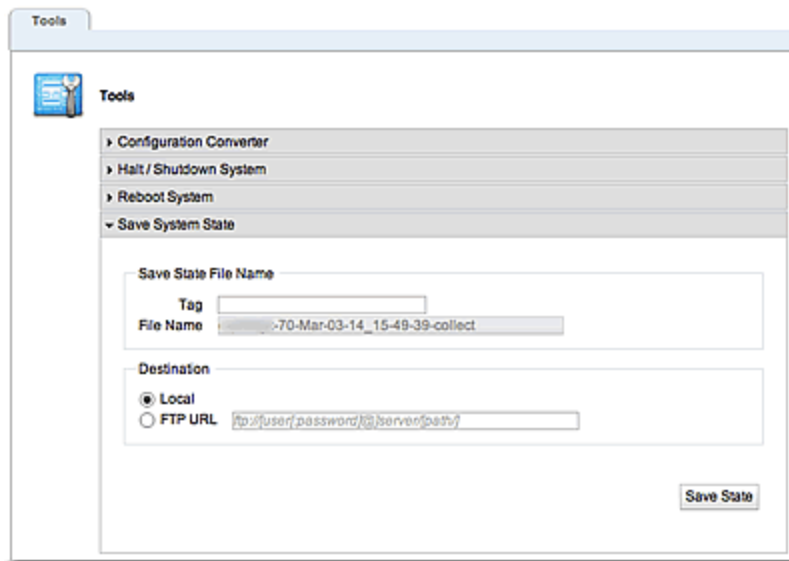 Tools
Tools
Configuration Converter
Halt / Shutdown System
Reboot System
Save System State
Save State File Name
Tag
File Name -70-Mar-03-14_15-49-39-collect
Destination
Local
FTP URL ftp://[user[:password]@]server/[path/]
Save State